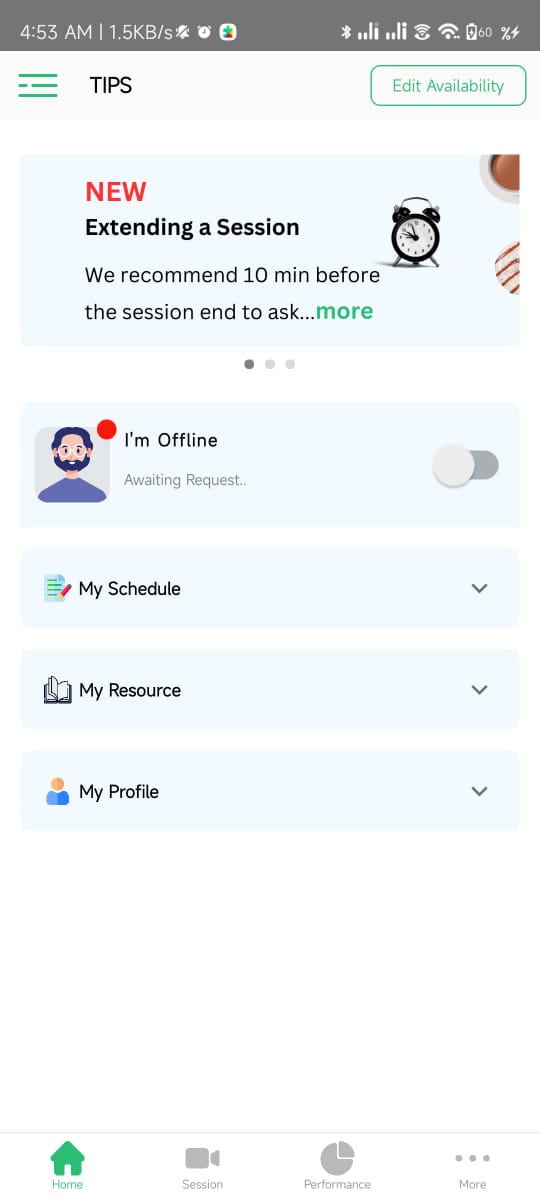 4:53 AM | 1.5KB/s
60 %
TIPS
Edit Availability
NEW
Extending a Session
We recommend 10 min before
the session end to ask...more
I'm Offline
Awaiting Request..
My Schedule
My Resource
My Profile
Home
Session
Performance
More